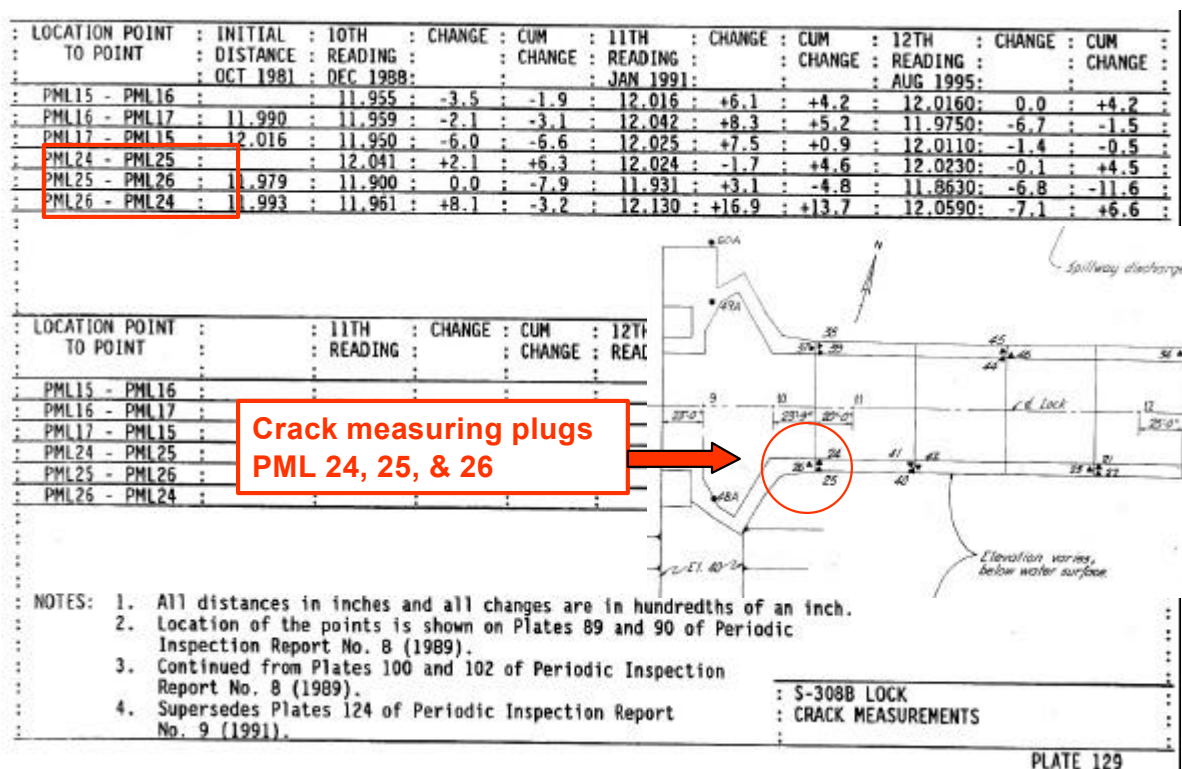 : LOCATION POINT : INITIAL : 10TH : CHANGE : CUM : 11TH : CHANGE : CUM : 12TH : CHANGE : CUM :
: TO POINT : DISTANCE : READING : : CHANGE : READING : : CHANGE : READING : : CHANGE :
: : OCT 1981 : DEC 1988: : : JAN 1991: : : AUG 1995: : :
: PML15 - PML16 : : 11.955 : -3.5 : -1.9 : 12.016 : +6.1 : +4.2 : 12.0160: 0.0 : +4.2 :
: PML16 - PML17 : 11.990 : 11.959 : -2.1 : -3.1 : 12.042 : +8.3 : +5.2 : 11.9750: -6.7 : -1.5 :
: PML17 - PML15 : 12.016 : 11.950 : -6.0 : -6.6 : 12.025 : +7.5 : +0.9 : 12.0110: -1.4 : -0.5 :
: PML24 - PML25 : : 12.041 : +2.1 : +6.3 : 12.024 : -1.7 : +4.6 : 12.0230: -0.1 : +4.5 :
: PML25 - PML26 : 11.979 : 11.900 : 0.0 : -7.9 : 11.931 : +3.1 : -4.8 : 11.8630: -6.8 : -11.6 :
: PML26 - PML24 : 11.993 : 11.961 : +8.1 : -3.2 : 12.130 : +16.9 : +13.7 : 12.0590: -7.1 : +6.6 :
: LOCATION POINT : : 11TH : CHANGE : CUM : 12TH
: TO POINT : : READING : : CHANGE : READ
: PML15 - PML16 :
: PML16 - PML17 :
: PML17 - PML15 :
: PML24 - PML25 :
: PML25 - PML26 :
: PML26 - PML24 :
Crack measuring plugs
PML 24, 25, & 26
60A
N
Spillway discharge
49A
38
39
45
44
46
36
9
10
11
12
23'-0"
25'-0"
¢ Lock
24
26
25
41
42
40
21
22
48A
El. 40
Elevation varies,
below water surface.
: NOTES: 1. All distances in inches and all changes are in hundredths of an inch.
2. Location of the points is shown on Plates 89 and 90 of Periodic
Inspection Report No. 8 (1989).
3. Continued from Plates 100 and 102 of Periodic Inspection
Report No. 8 (1989).
4. Supersedes Plates 124 of Periodic Inspection Report
No. 9 (1991).
: S-308B LOCK
: CRACK MEASUREMENTS
PLATE 129